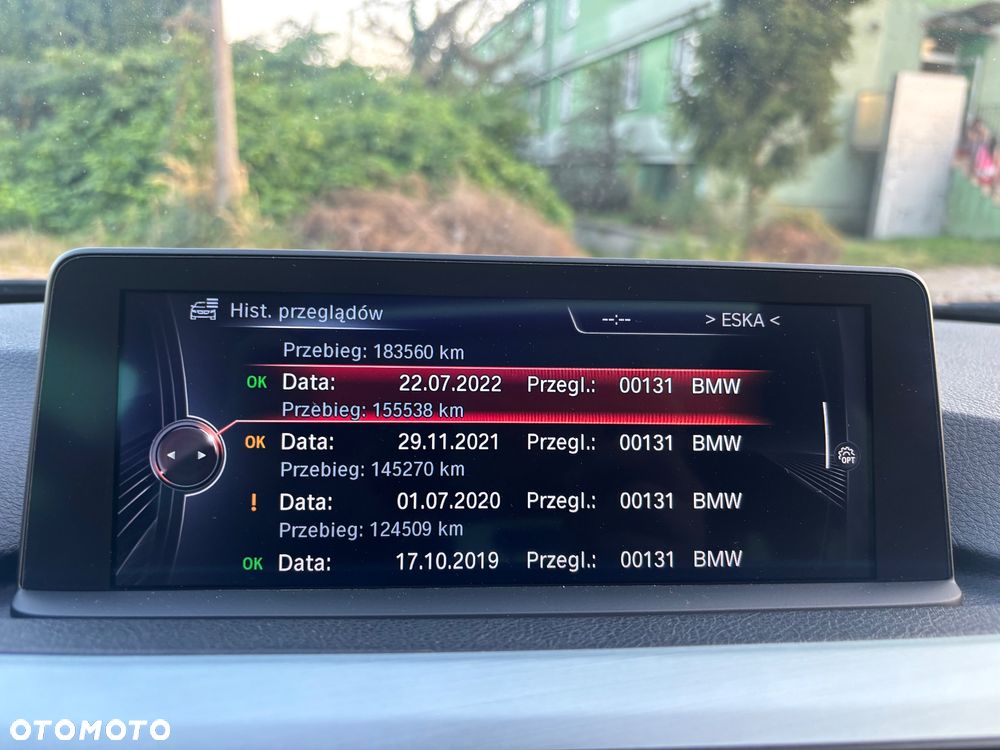 Hist. przeglądów
--:--
> ESKA <
Przebieg: 183560 km
OK Data: 22.07.2022 Przegl.: 00131 BMW
Przebieg: 155538 km
OK Data: 29.11.2021 Przegl.: 00131 BMW
Przebieg: 145270 km
OPT
! Data: 01.07.2020 Przegl.: 00131 BMW
Przebieg: 124509 km
OK Data: 17.10.2019 Przegl.: 00131 BMW
OTOMOTO